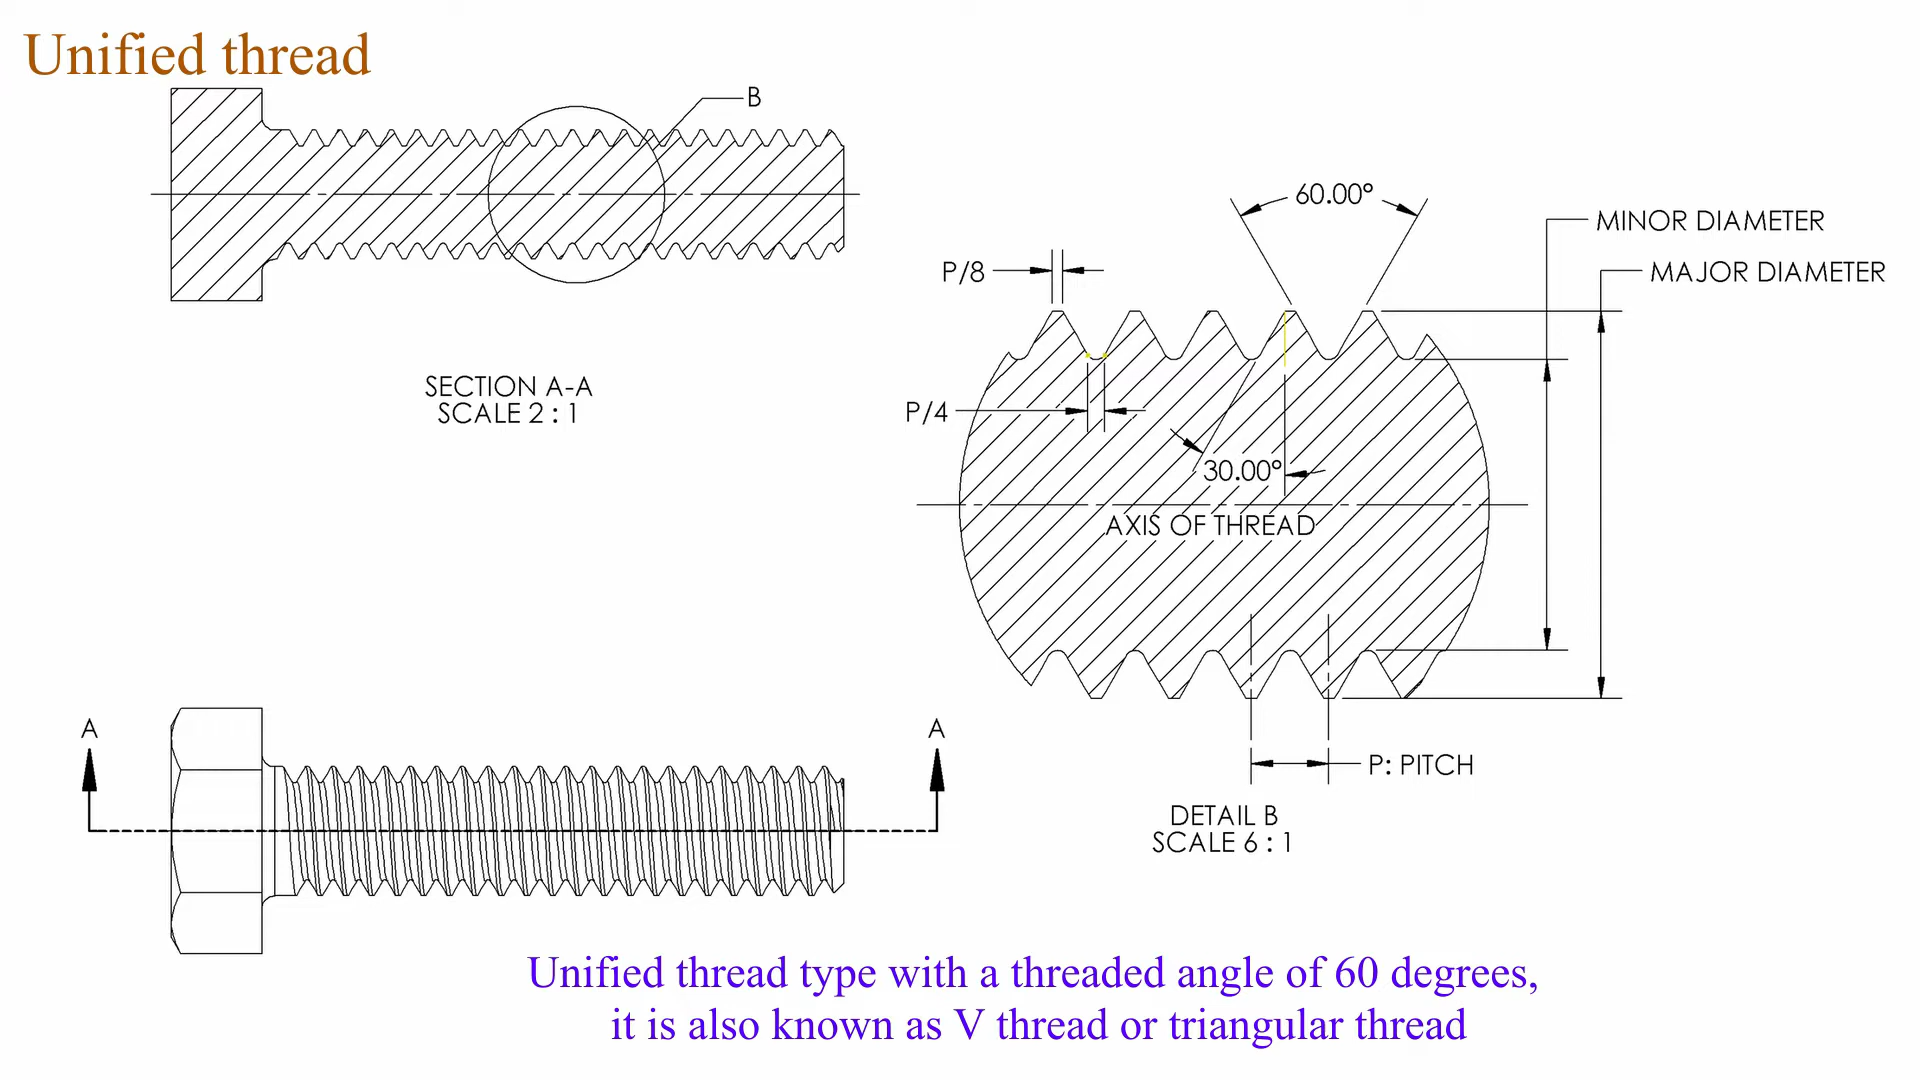 Unified thread
B
SECTION A-A
SCALE 2 : 1
60.00°
MINOR DIAMETER
MAJOR DIAMETER
P/8
P/4
30.00°
AXIS OF THREAD
P: PITCH
DETAIL B
SCALE 6 : 1
A A
Unified thread type with a threaded angle of 60 degrees,
it is also known as V thread or triangular thread